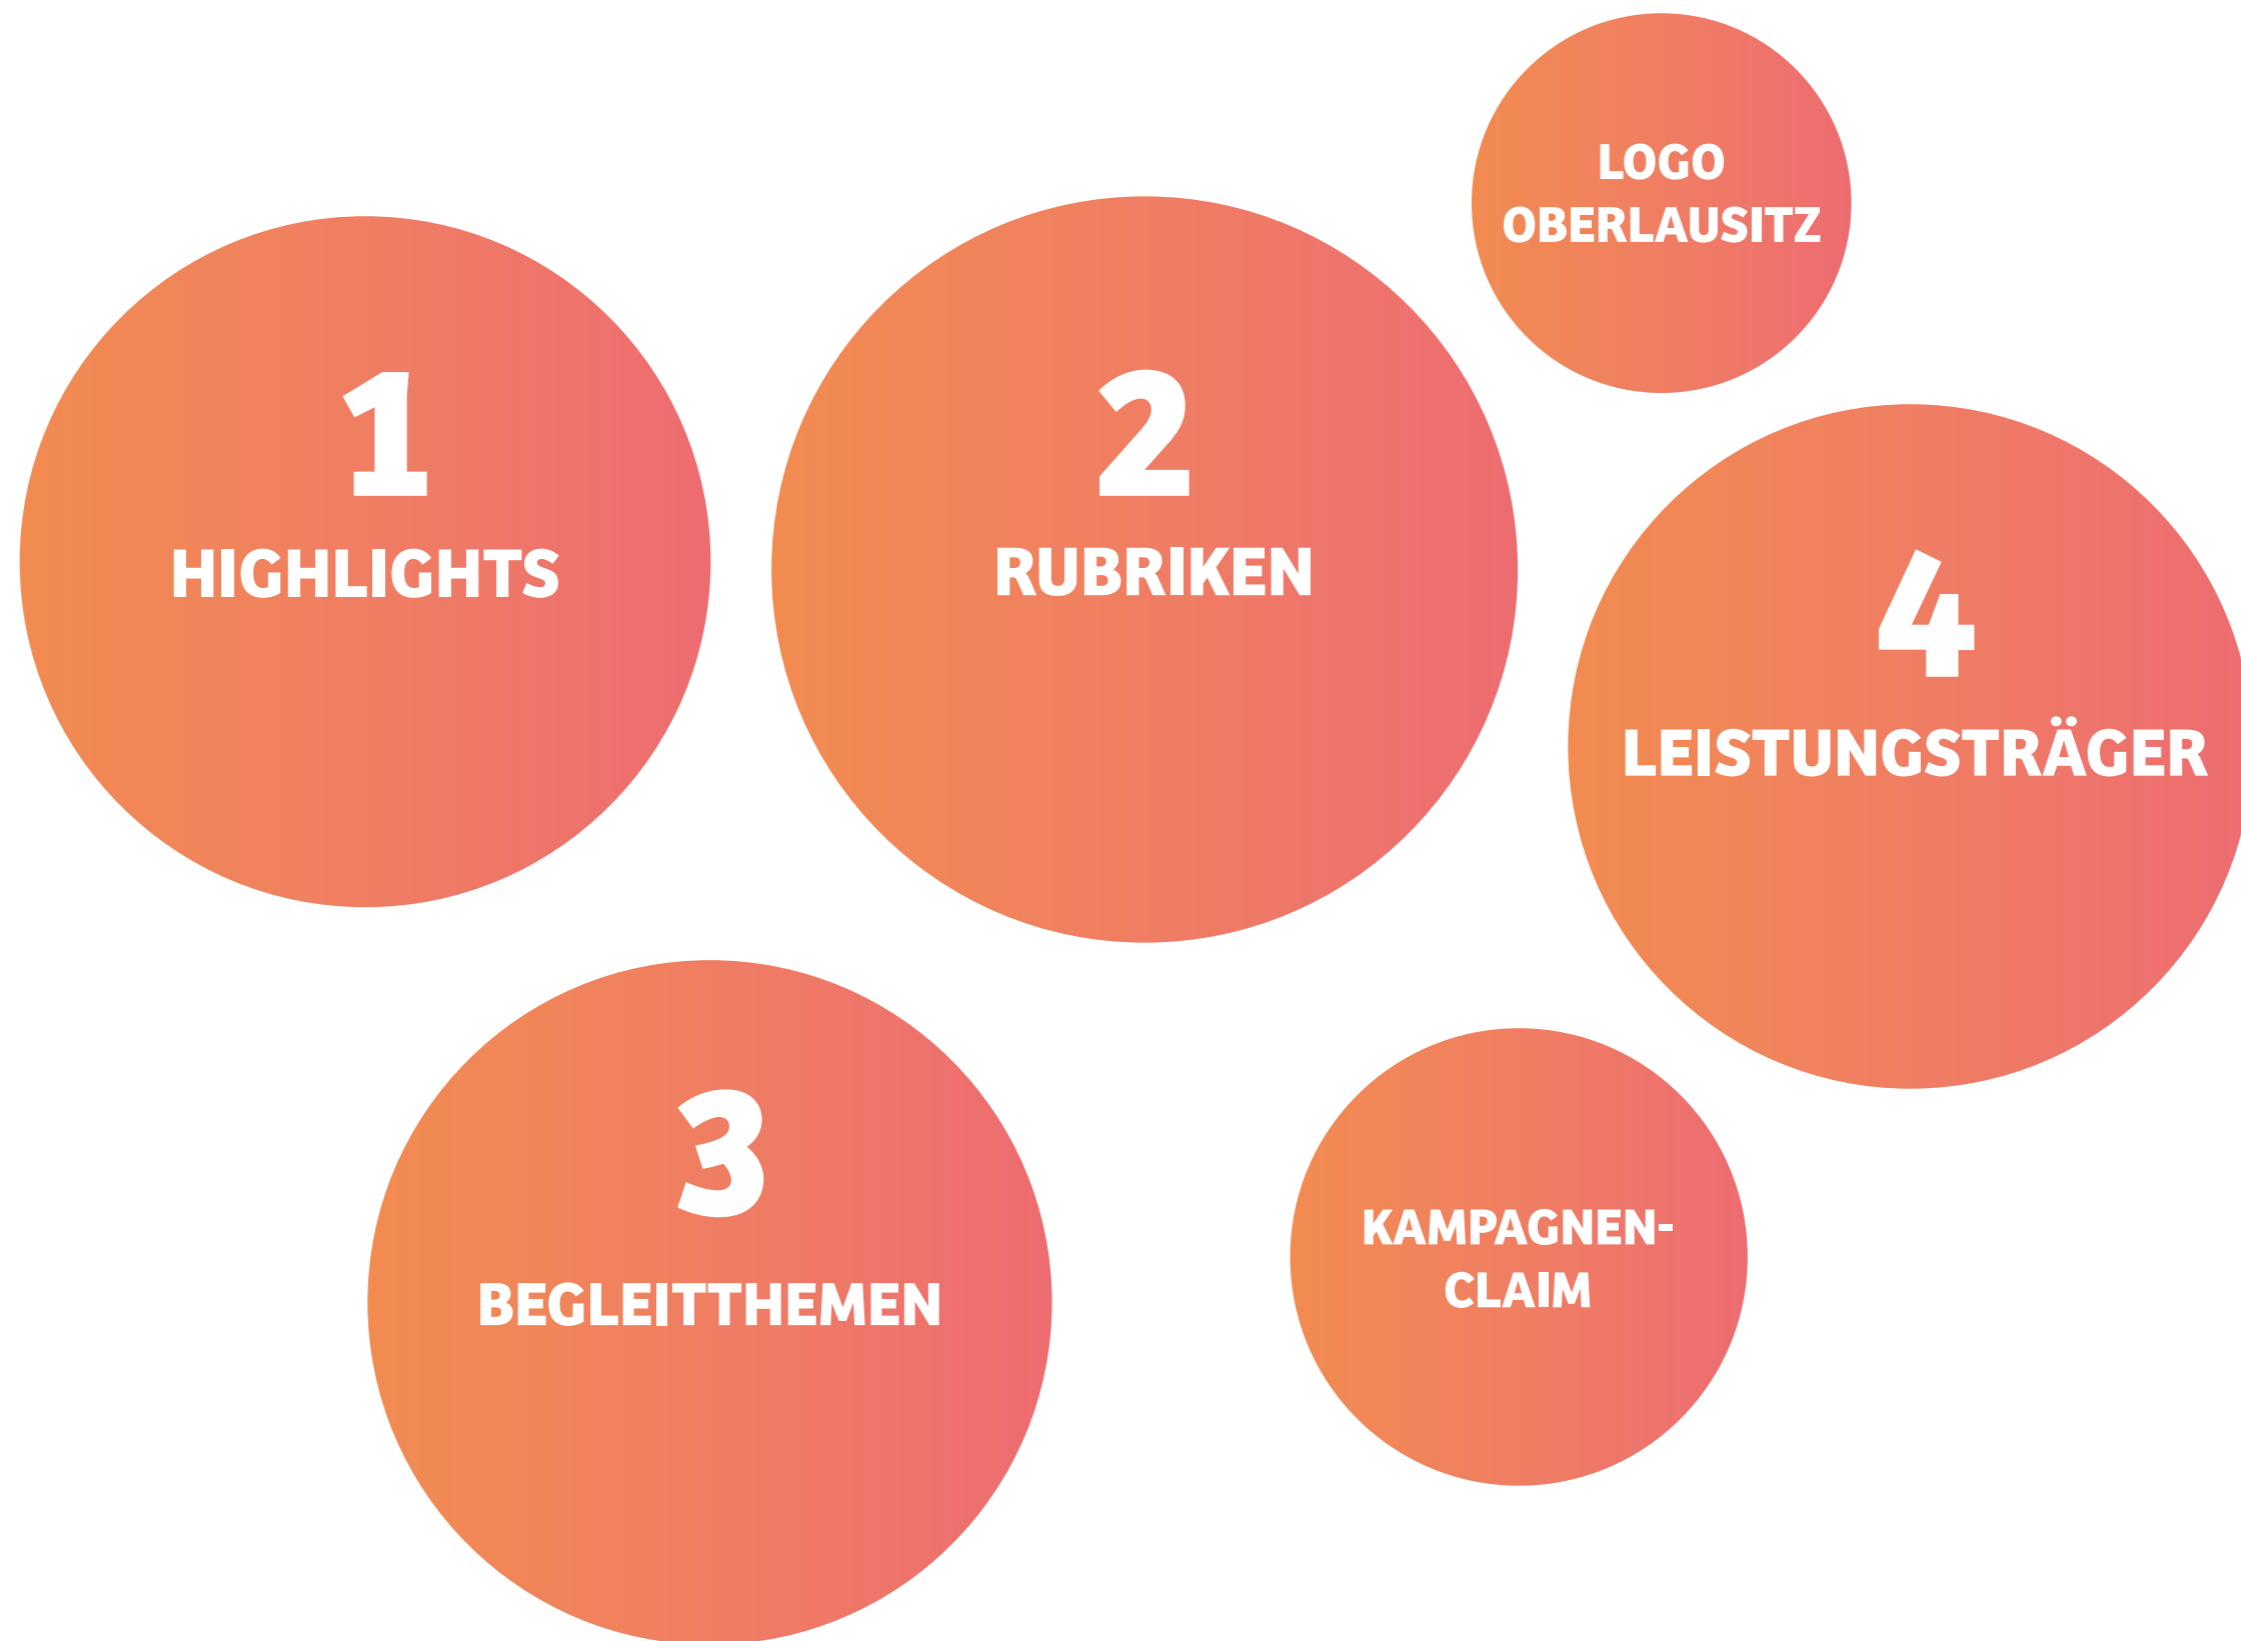 LOGO
OBERLAUSITZ
1
HIGHLIGHTS
2
RUBRIKEN
4
LEISTUNGSTRÄGER
3
BEGLEITTHEMEN
KAMPAGNEN-
CLAIM